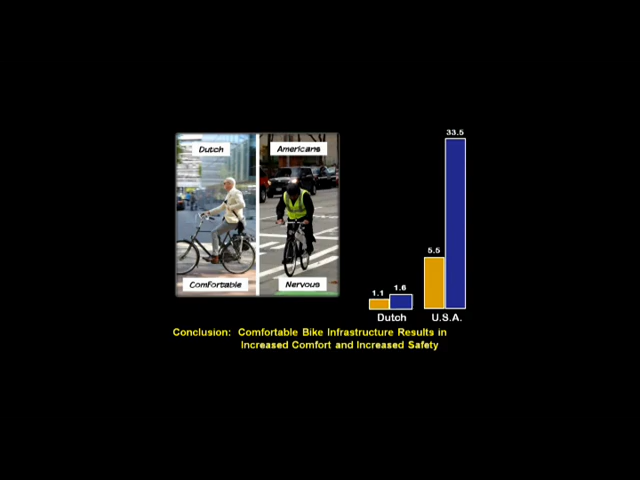 Dutch
Americans
Comfortable
Nervous
33.5
5.5
1.1
1.6
Dutch
U.S.A.
Conclusion: Comfortable Bike Infrastructure Results in
Increased Comfort and Increased Safety